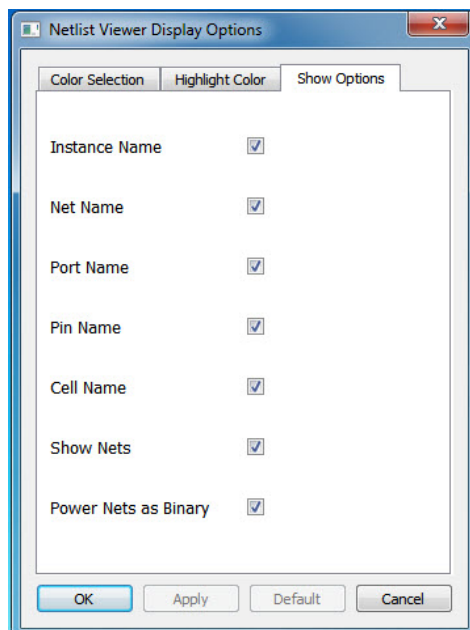 Netlist Viewer Display Options
Color Selection Highlight Color Show Options
Instance Name
Net Name
Port Name
Pin Name
Cell Name
Show Nets
Power Nets as Binary
OK Apply Default Cancel